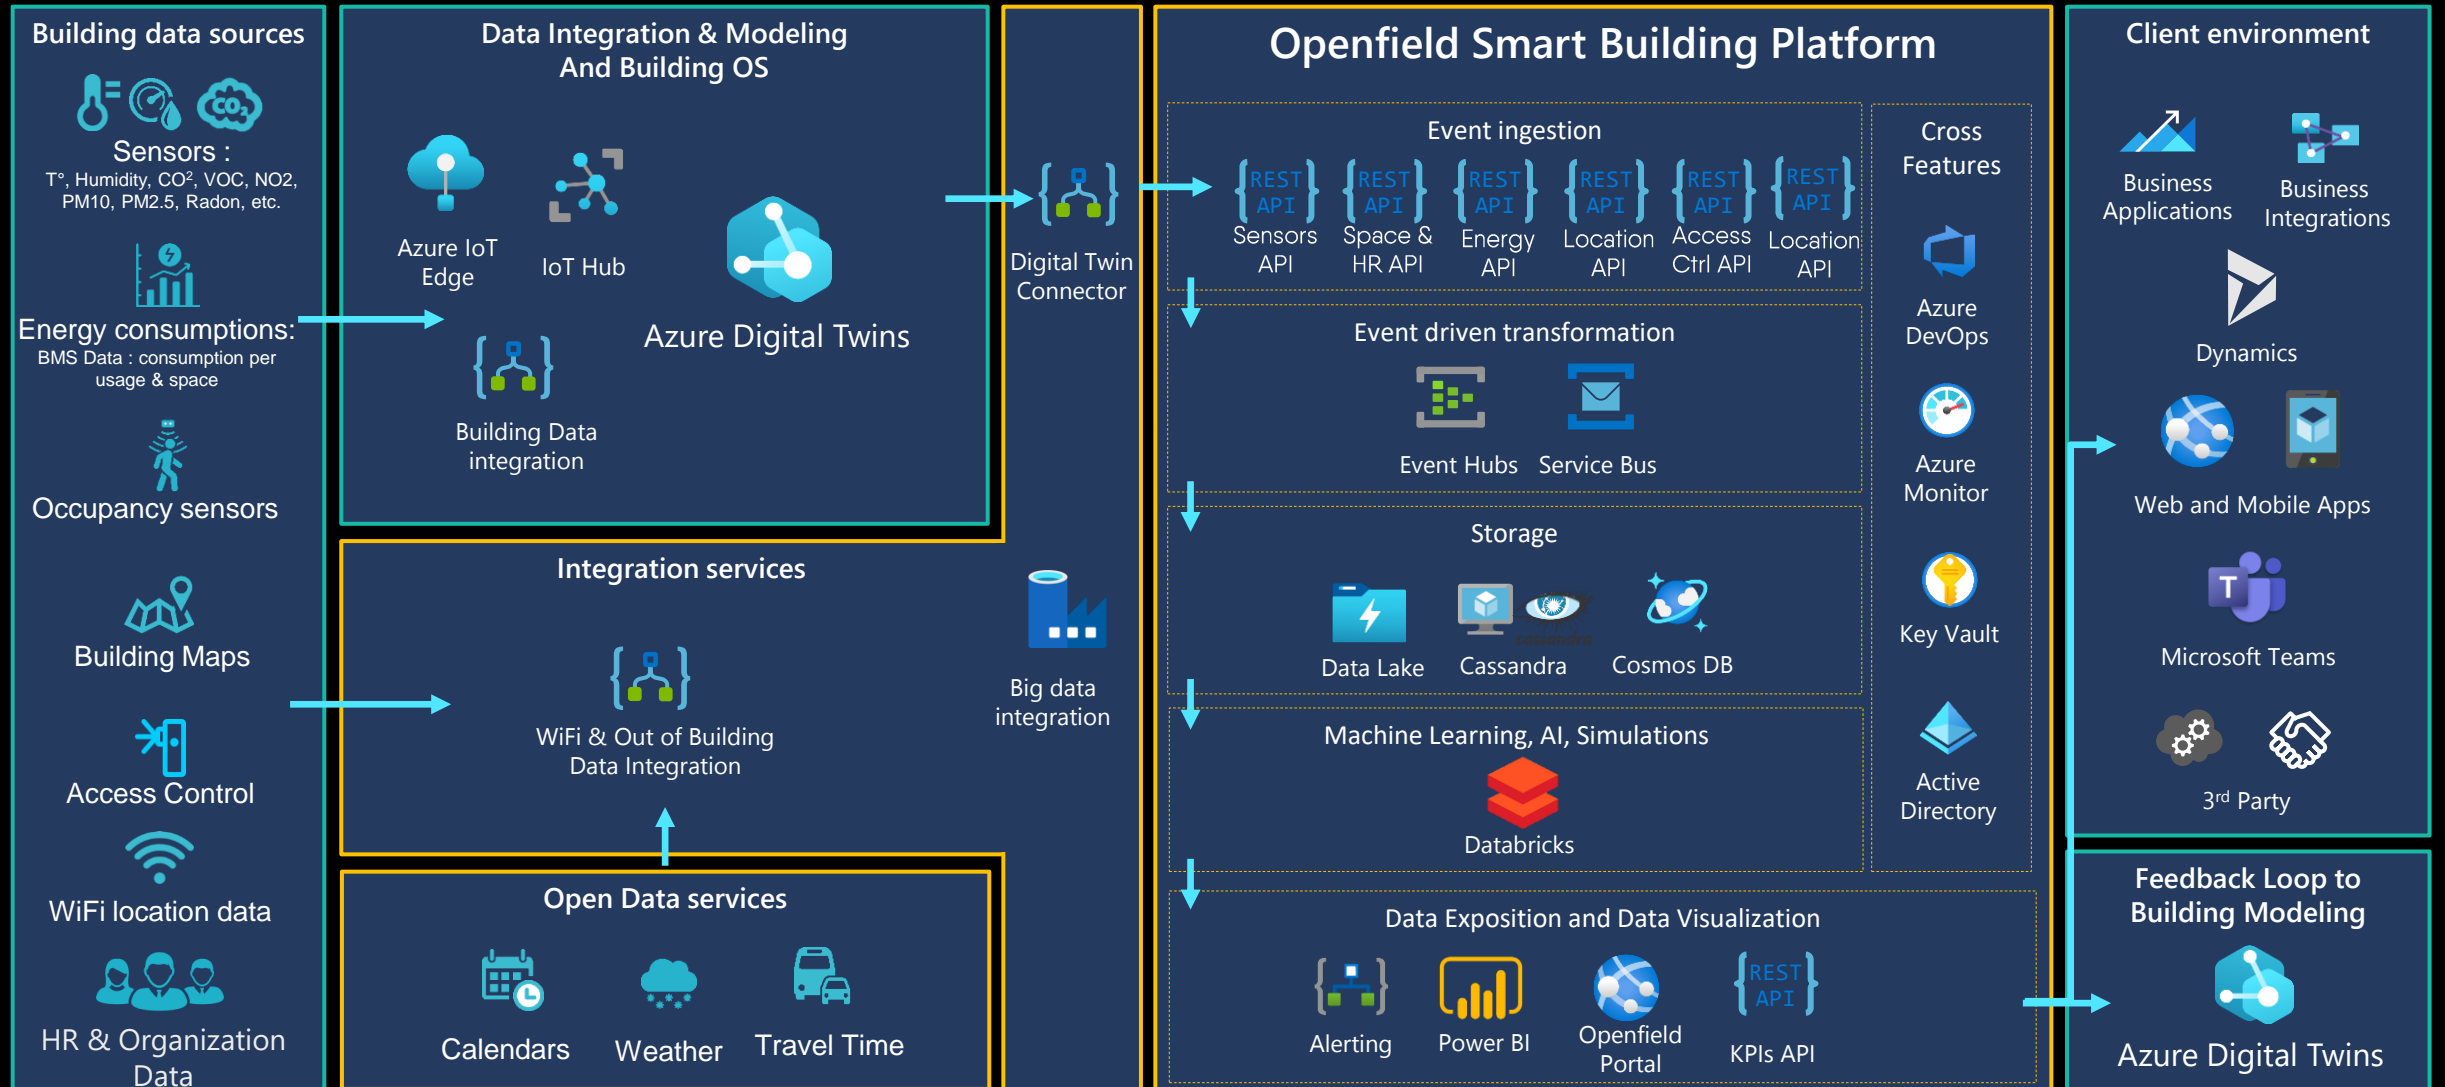 Building data sources
CO2
Sensors :
T°, Humidity, CO², VOC, NO2,
PM10, PM2.5, Radon, etc.
Energy consumptions:
BMS Data : consumption per
usage & space
Occupancy sensors
Building Maps
Access Control
WiFi location data
HR & Organization
Data
Data Integration & Modeling
And Building OS
Azure IoT
Edge
IoT Hub
Azure Digital Twins
Building Data
integration
Integration services
WiFi & Out of Building
Data Integration
Open Data services
Calendars
Weather
Travel Time
Digital Twin
Connector
Big data
integration
Openfield Smart Building Platform
Event ingestion
REST
API
Sensors
API
REST
API
Space &
HR API
REST
API
Energy
API
REST
API
Location
API
REST
API
Access
Ctrl API
REST
API
Location
API
Event driven transformation
Event Hubs
Service Bus
Storage
Data Lake
cassandra
Cassandra
Cosmos DB
Machine Learning, AI, Simulations
Databricks
Data Exposition and Data Visualization
Alerting
Power BI
Openfield
Portal
REST
API
KPIs API
Cross
Features
Azure
DevOps
Azure
Monitor
Key Vault
Active
Directory
Client environment
Business
Applications
Business
Integrations
Dynamics
Web and Mobile Apps
T
Microsoft Teams
3rd Party
Feedback Loop to
Building Modeling
Azure Digital Twins